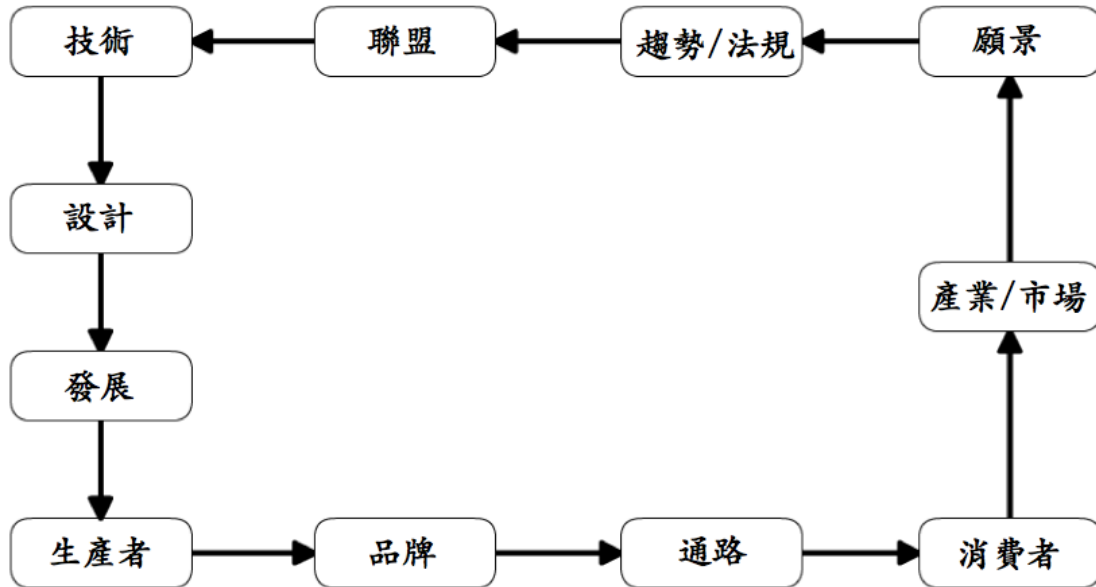 技術
聯盟
趨勢/法規
願景
設計
產業/市場
發展
生產者
品牌
通路
消費者